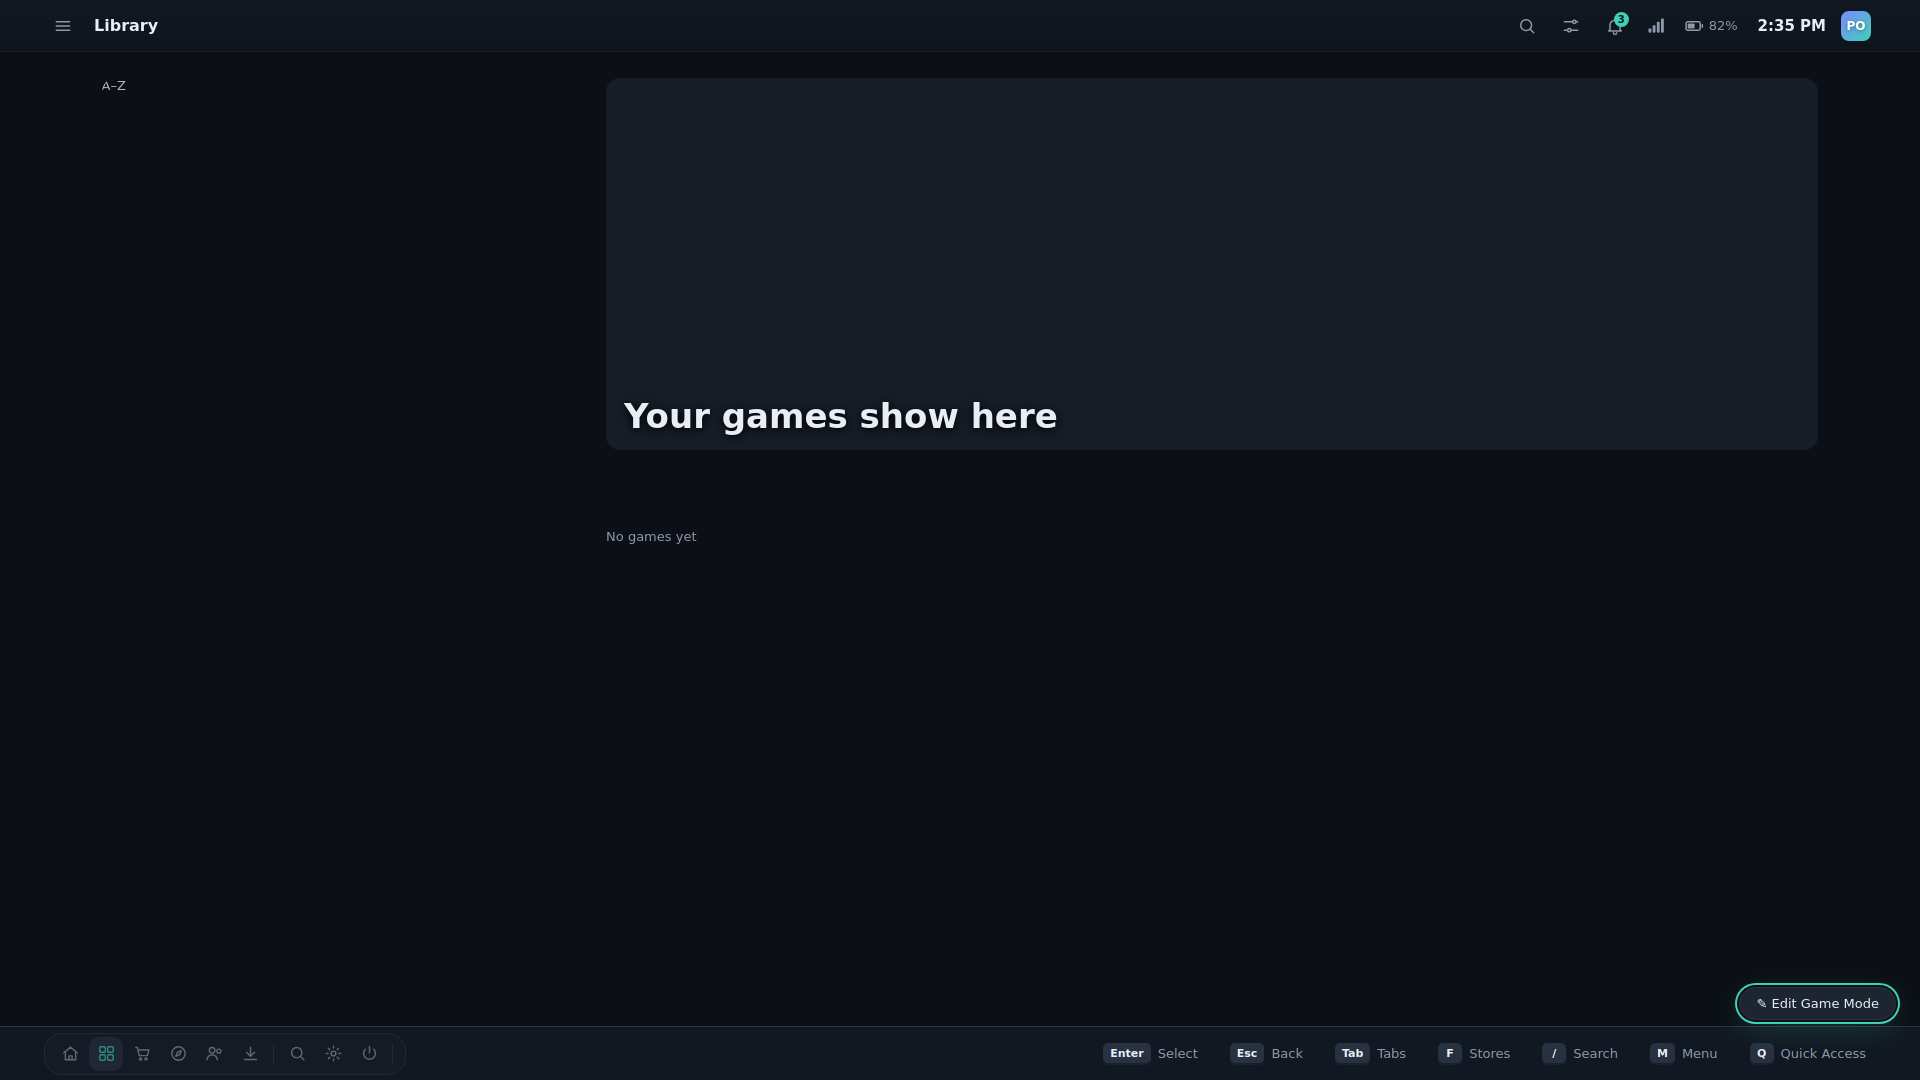 Library
3
82%
2:35 PM
PO
A–Z
Your games show here
No games yet
✎ Edit Game Mode
Enter Select
Esc Back
Tab Tabs
F Stores
/ Search
M Menu
Q Quick Access